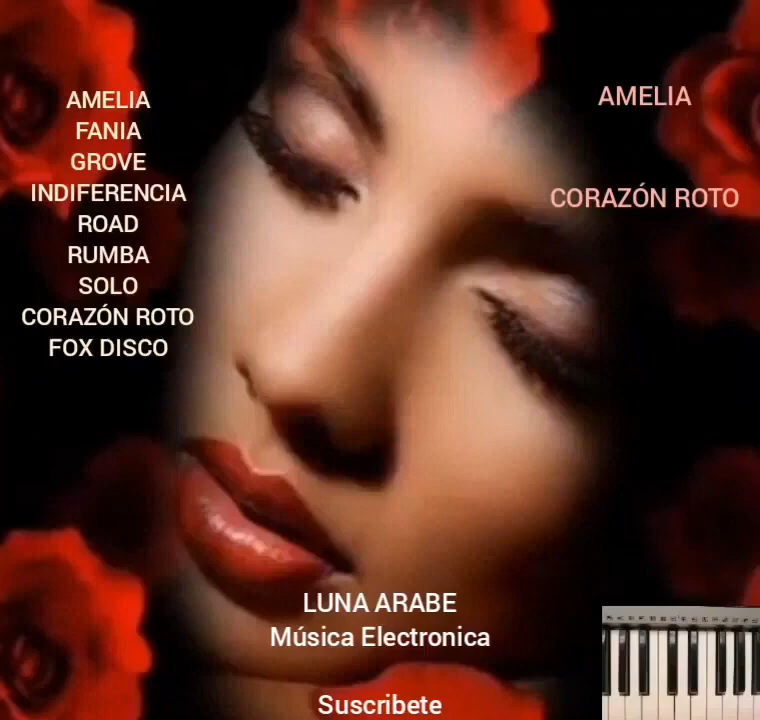 AMELIA
FANIA
GROVE
INDIFERENCIA
ROAD
RUMBA
SOLO
CORAZÓN ROTO
FOX DISCO
AMELIA
CORAZÓN ROTO
LUNA ARABE
Música Electronica
Suscribete